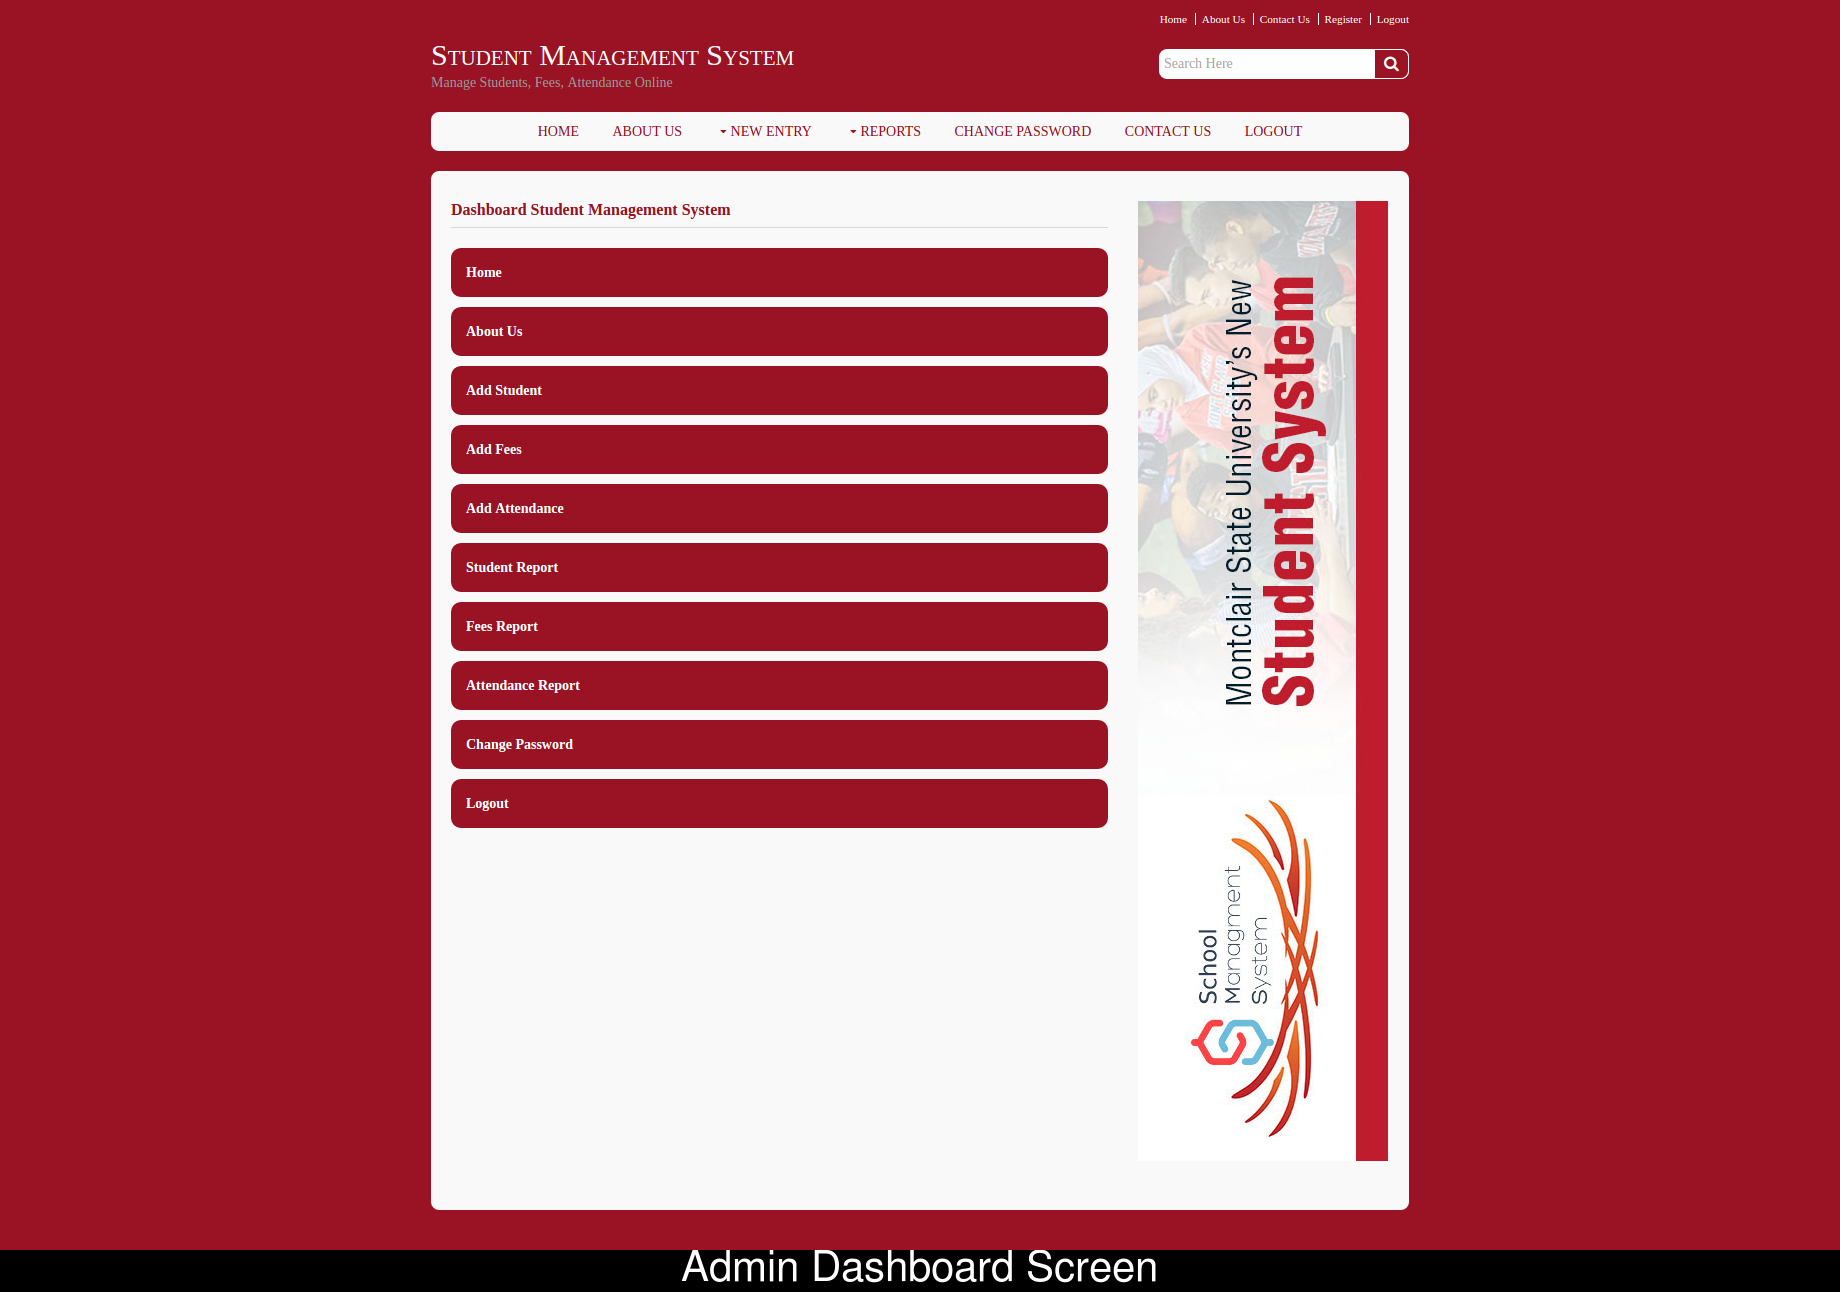 Home About Us Contact Us Register Logout
Student Management System
Manage Students, Fees, Attendance Online
Search Here
HOME ABOUT US NEW ENTRY REPORTS CHANGE PASSWORD CONTACT US LOGOUT
Dashboard Student Management System
Home
About Us
Add Student
Add Fees
Add Attendance
Student Report
Fees Report
Attendance Report
Change Password
Logout
Montclair State University's New
Student System
School
Managment
System
Admin Dashboard Screen